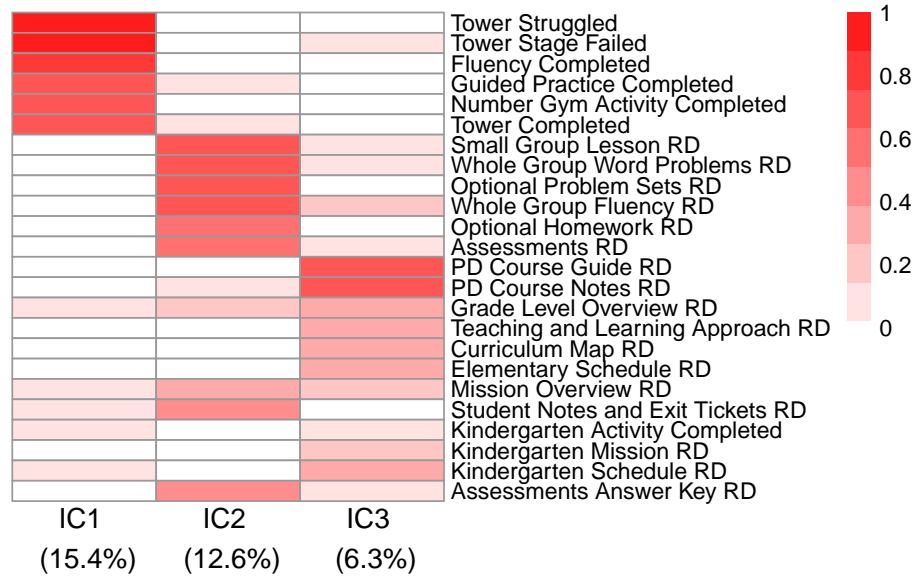 Tower Struggled
Tower Stage Failed
Fluency Completed
Guided Practice Completed
Number Gym Activity Completed
Tower Completed
Small Group Lesson RD
Whole Group Word Problems RD
Optional Problem Sets RD
Whole Group Fluency RD
Optional Homework RD
Assessments RD
PD Course Guide RD
PD Course Notes RD
Grade Level Overview RD
Teaching and Learning Approach RD
Curriculum Map RD
Elementary Schedule RD
Mission Overview RD
Student Notes and Exit Tickets RD
Kindergarten Activity Completed
Kindergarten Mission RD
Kindergarten Schedule RD
Assessments Answer Key RD
1
0.8
0.6
0.4
0.2
0
IC1 IC2 IC3
(15.4%) (12.6%) (6.3%)